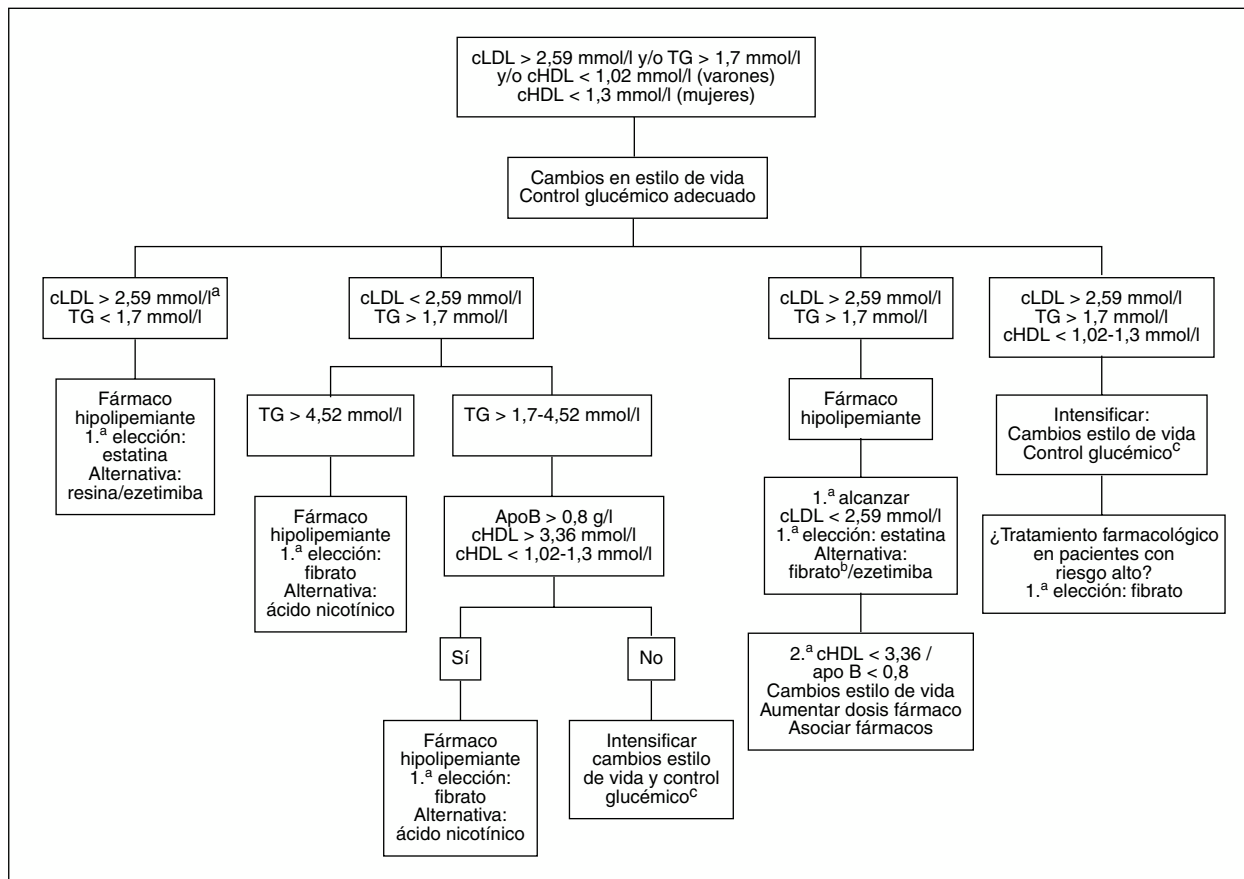 cLDL > 2,59 mmol/l y/o TG > 1,7 mmol/l
y/o cHDL < 1,02 mmol/l (varones)
cHDL < 1,3 mmol/l (mujeres)
Cambios en estilo de vida
Control glucémico adecuado
cLDL > 2,59 mmol/lª
TG < 1,7 mmol/l
Fármaco
hipolipemiante
1.ª elección:
estatina
Alternativa:
resina/ezetimiba
cLDL < 2,59 mmol/l
TG > 1,7 mmol/l
TG > 4,52 mmol/l
Fármaco
hipolipemiante
1.ª elección:
fibrato
Alternativa:
ácido nicotínico
TG > 1,7-4,52 mmol/l
ApoB > 0,8 g/l
cHDL > 3,36 mmol/l
cHDL < 1,02-1,3 mmol/l
Sí
Fármaco
hipolipemiante
1.ª elección:
fibrato
Alternativa:
ácido nicotínico
No
Intensificar
cambios estilo
de vida y control
glucémicoᶜ
cLDL > 2,59 mmol/l
TG > 1,7 mmol/l
Fármaco
hipolipemiante
1.ª alcanzar
cLDL < 2,59 mmol/l
1.ª elección: estatina
Alternativa:
fibratoᵇ/ezetimiba
2.ª cHDL < 3,36 /
apo B < 0,8
Cambios estilo de vida
Aumentar dosis fármaco
Asociar fármacos
cLDL > 2,59 mmol/l
TG > 1,7 mmol/l
cHDL < 1,02-1,3 mmol/l
Intensificar:
Cambios estilo de vida
Control glucémicoᶜ
¿Tratamiento farmacológico
en pacientes con
riesgo alto?
1.ª elección: fibrato